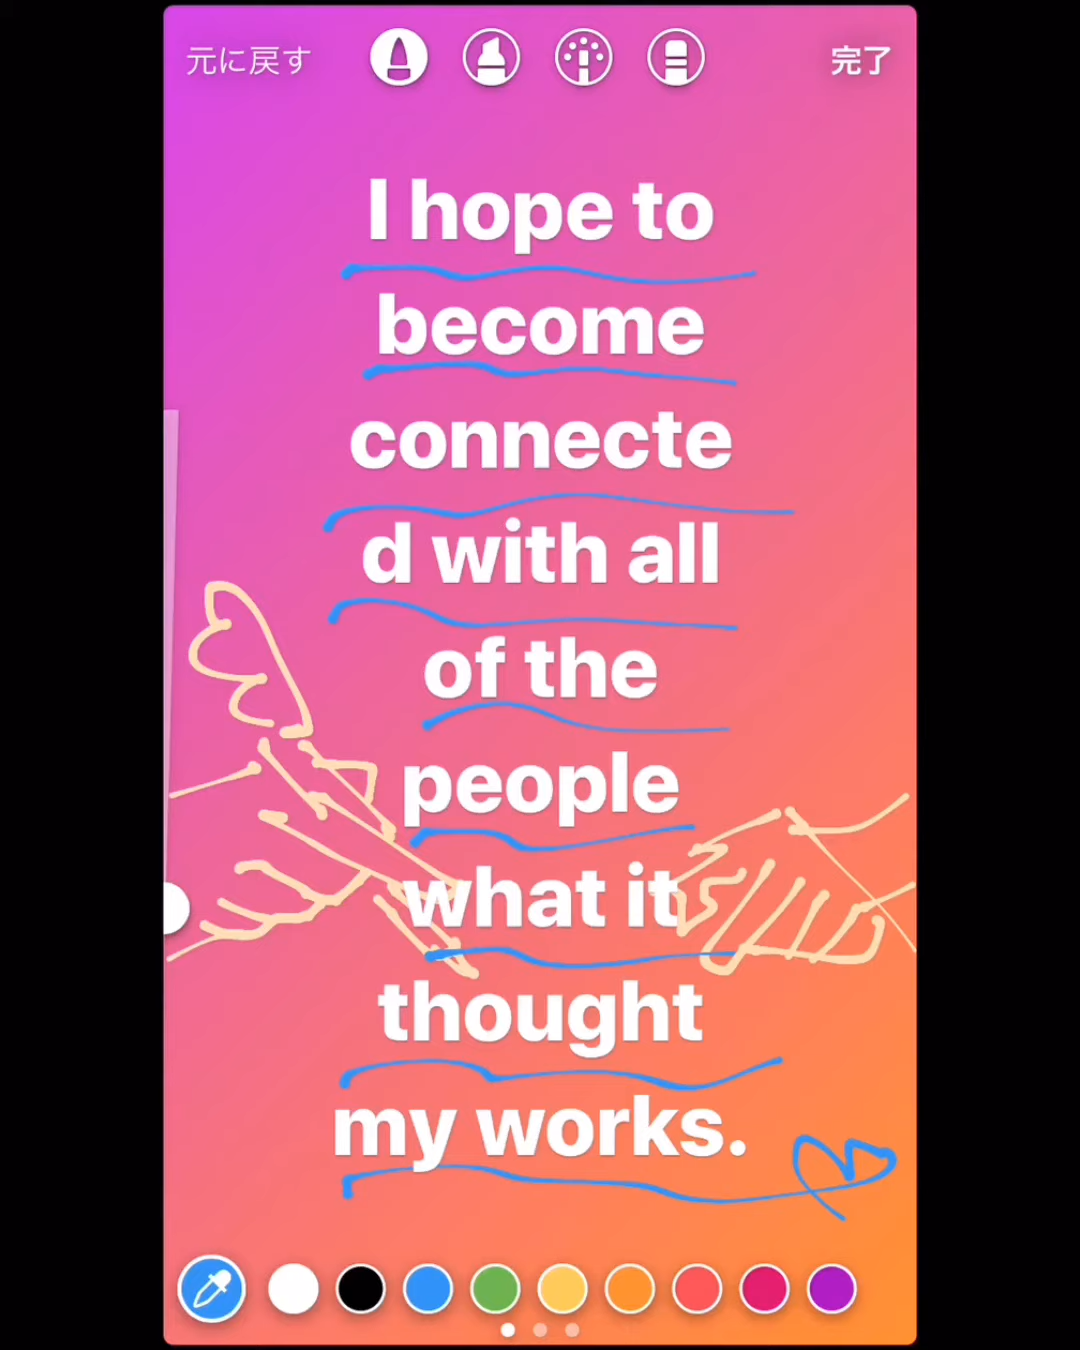 元に戻す
完了
I hope to
become
connecte
d with all
of the
people
what it
thought
my works.